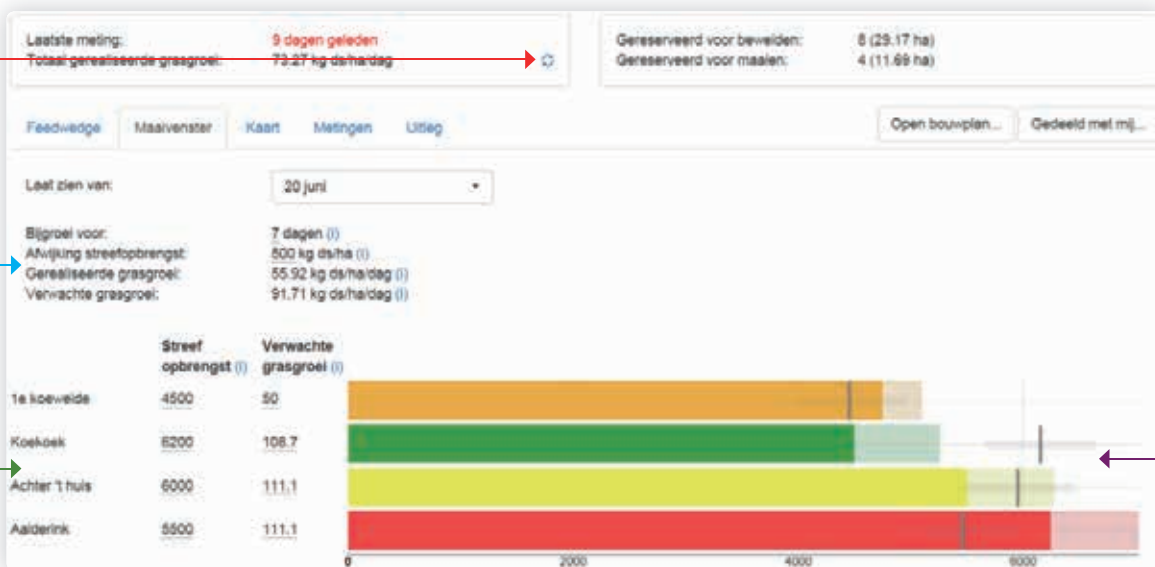 Laatste meting: 9 dagen geleden
Totaal gerealiseerde grasgroei: 73.27 kg ds/ha/dag
Gereserveerd voor beweiden: 8 (29.17 ha)
Gereserveerd voor maaien: 4 (11.69 ha)
Feedwedge Maaivenster Kaart Metingen Uitleg Open bouwplan... Gedeeld met mij...
Laat zien van: 20 juni
Bijgroei voor: 7 dagen (i)
Afwijking streefopbrengst: 500 kg ds/ha (i)
Gerealiseerde grasgroei: 55.92 kg ds/ha/dag (i)
Verwachte grasgroei: 91.71 kg ds/ha/dag (i)
Streef Verwachte
opbrengst (i) grasgroei (i)
1e koeweide 4500 50
Koekoek 6200 108.7
Achter 't huis 6000 111.1
Aalderink 5500 111.1
0 2000 4000 6000